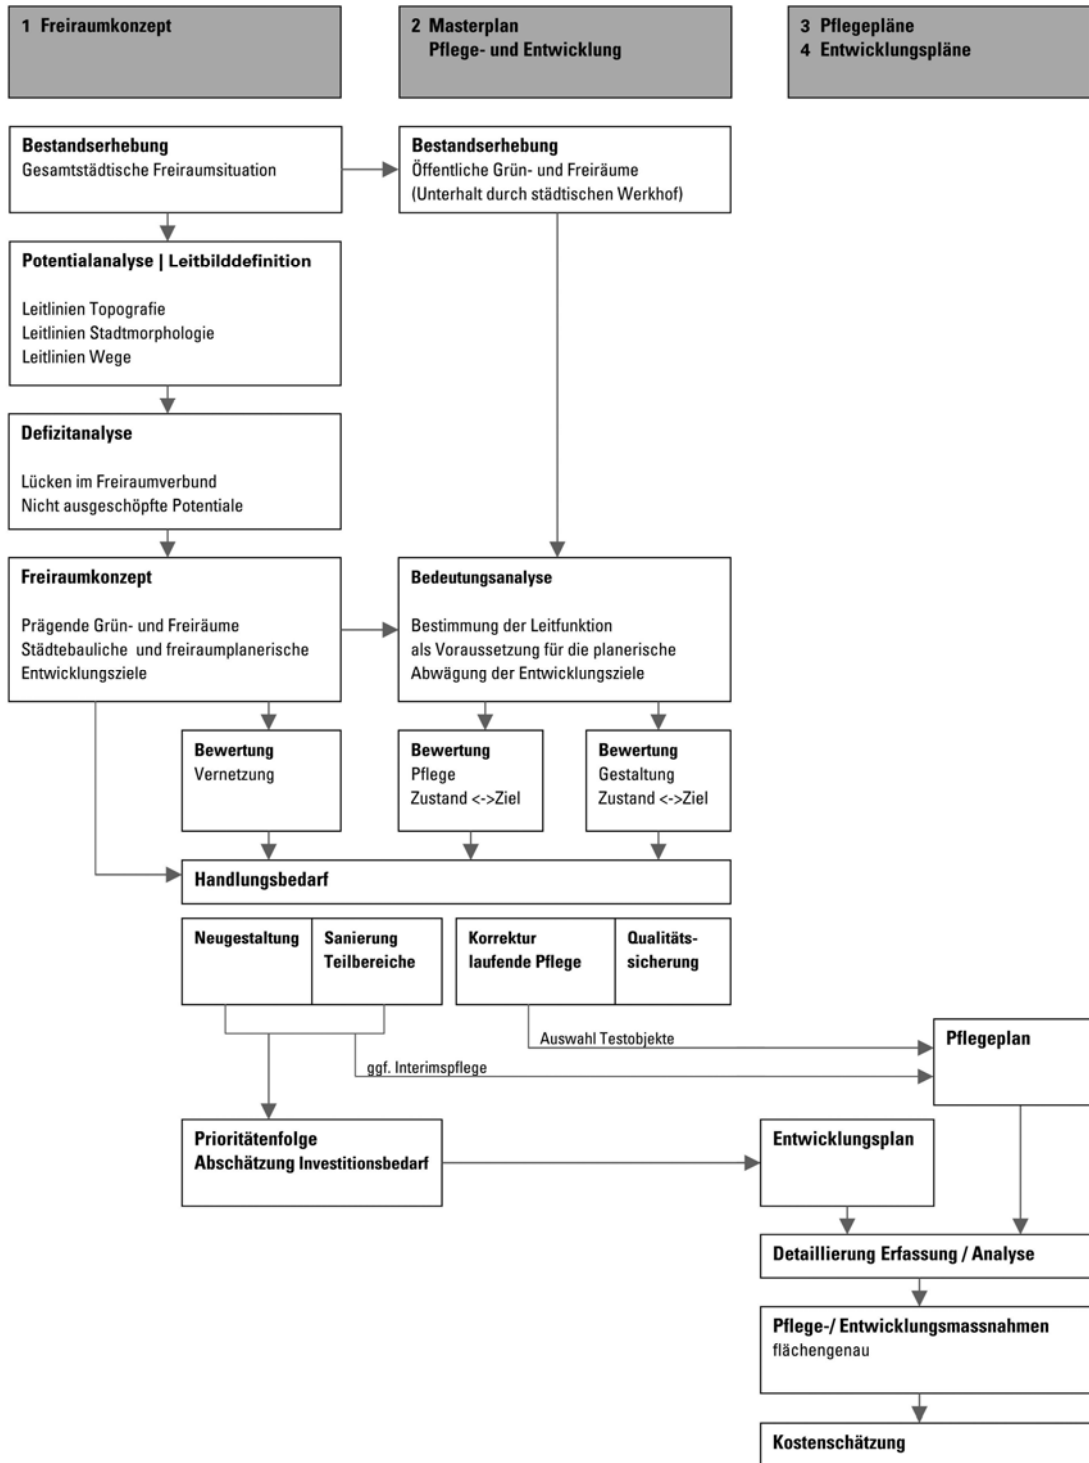 1 Freiraumkonzept
2 Masterplan
Pflege- und Entwicklung
3 Pflegepläne
4 Entwicklungspläne
Bestandserhebung
Gesamtstädtische Freiraumsituation
Bestandserhebung
Öffentliche Grün- und Freiräume
(Unterhalt durch städtischen Werkhof)
Potentialanalyse | Leitbilddefinition
Leitlinien Topografie
Leitlinien Stadtmorphologie
Leitlinien Wege
Defizitanalyse
Lücken im Freiraumverbund
Nicht ausgeschöpfte Potentiale
Freiraumkonzept
Prägende Grün- und Freiräume
Städtebauliche und freiraumplanerische
Entwicklungsziele
Bedeutungsanalyse
Bestimmung der Leitfunktion
als Voraussetzung für die planerische
Abwägung der Entwicklungsziele
Bewertung
Vernetzung
Bewertung
Pflege
Zustand <->Ziel
Bewertung
Gestaltung
Zustand <->Ziel
Handlungsbedarf
Neugestaltung
Sanierung
Teilbereiche
Korrektur
laufende Pflege
Qualitäts-
sicherung
Auswahl Testobjekte
ggf. Interimspflege
Pflegeplan
Prioritätenfolge
Abschätzung Investitionsbedarf
Entwicklungsplan
Detaillierung Erfassung / Analyse
Pflege-/ Entwicklungsmassnahmen
flächengenau
Kostenschätzung